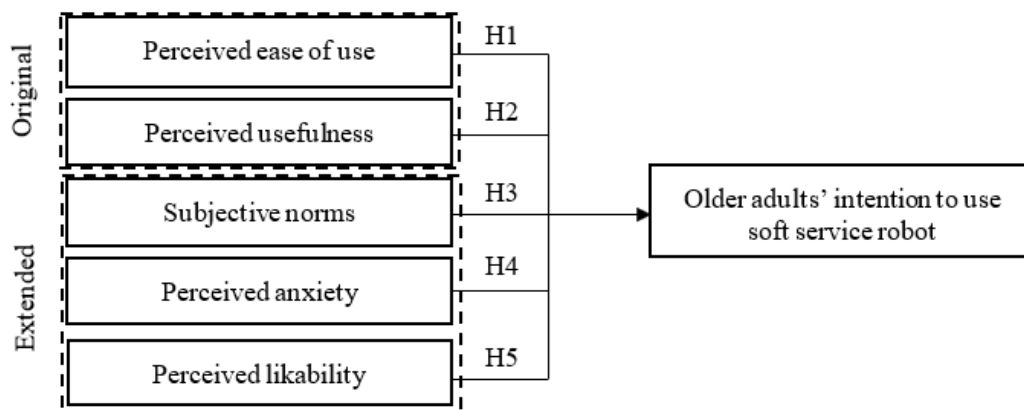 Original
Perceived ease of use
H1
Perceived usefulness
H2
Extended
Subjective norms
H3
Perceived anxiety
H4
Perceived likability
H5
Older adults’ intention to use
soft service robot